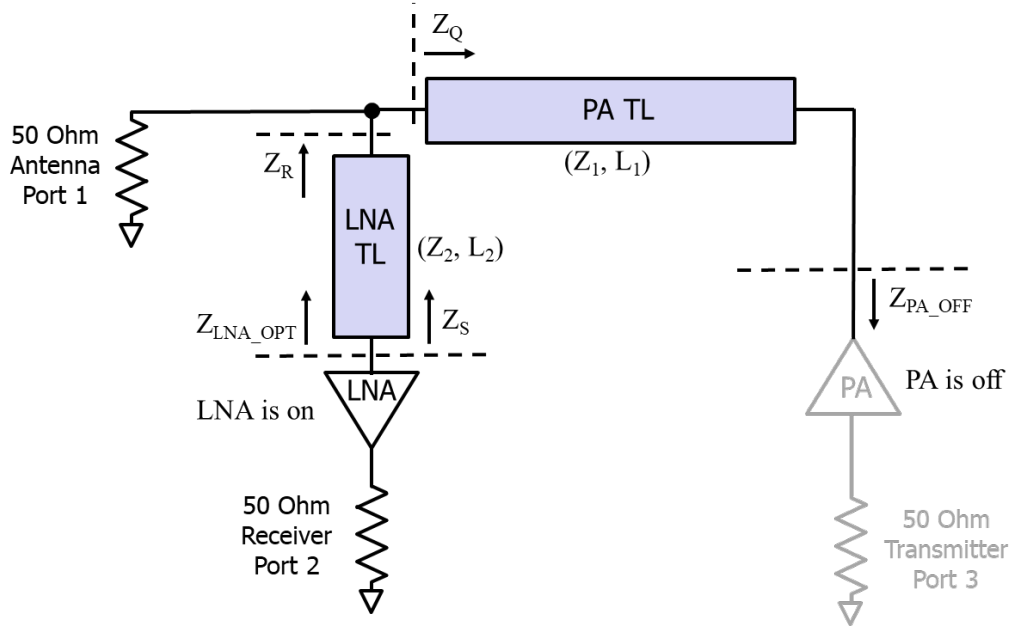 Z_Q
PA TL
(Z_1, L_1)
50 Ohm
Antenna
Port 1
Z_R
LNA
TL
(Z_2, L_2)
Z_LNA_OPT
Z_S
Z_PA_OFF
LNA
LNA is on
PA
PA is off
50 Ohm
Receiver
Port 2
50 Ohm
Transmitter
Port 3